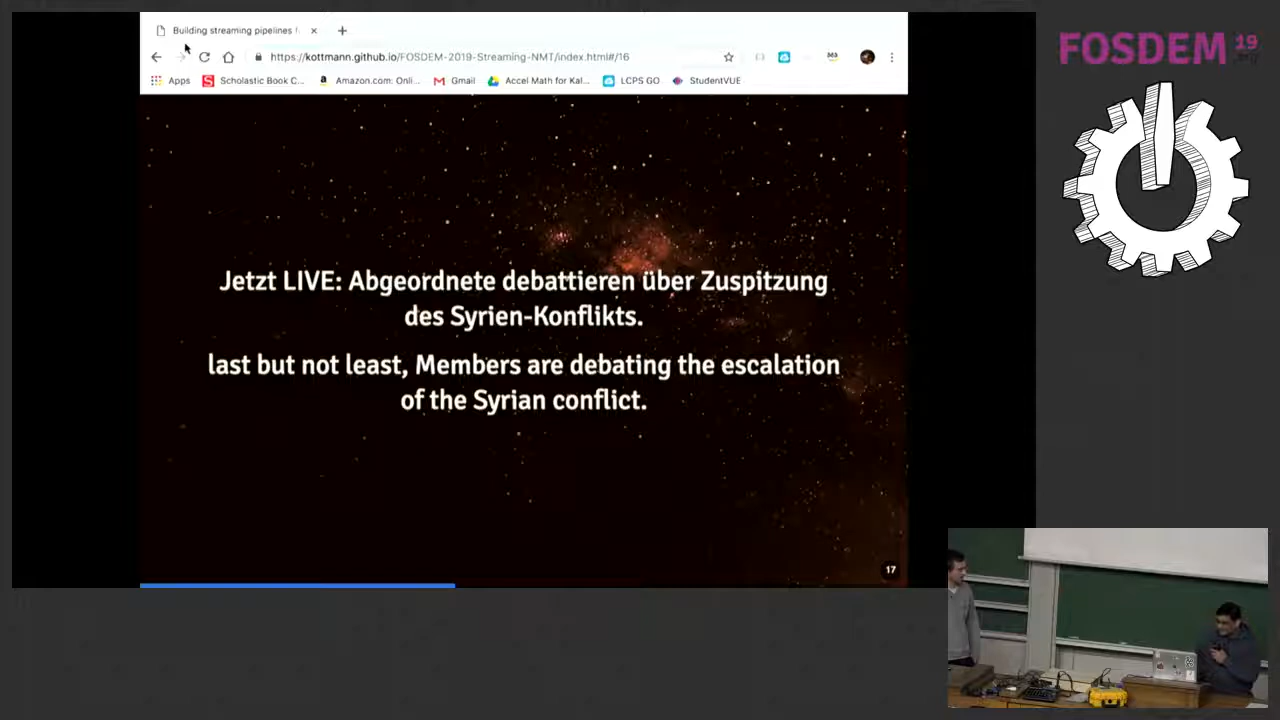 Building streaming pipelines f
https://kottmann.github.io/FOSDEM-2019-Streaming-NMT/index.html#/16
Apps Scholastic Book C... Amazon.com: Onli... Gmail Accel Math for Kal... LCPS GO StudentVUE
FOSDEM 19
.org
Jetzt LIVE: Abgeordnete debattieren über Zuspitzung
des Syrien-Konflikts.
last but not least, Members are debating the escalation
of the Syrian conflict.
17